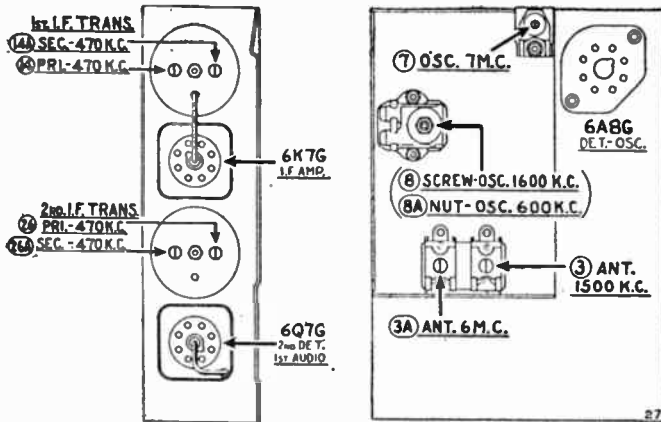 1ST. I.F. TRANS.
14A SEC.-470 K.C.
14 PRI.-470 K.C.
6K7G
I.F. AMP.
2ND. I.F. TRANS
26 PRI.-470 K.C.
26A SEC.-470 K.C.
6Q7G
2ND DET.
1ST AUDIO
7 OSC. 7 M.C.
6A8G
DET.-OSC.
(8 SCREW-OSC. 1600 K.C.
8A NUT-OSC. 600 K.C.)
3 ANT.
1500 K.C.
3A ANT. 6 M.C.
27